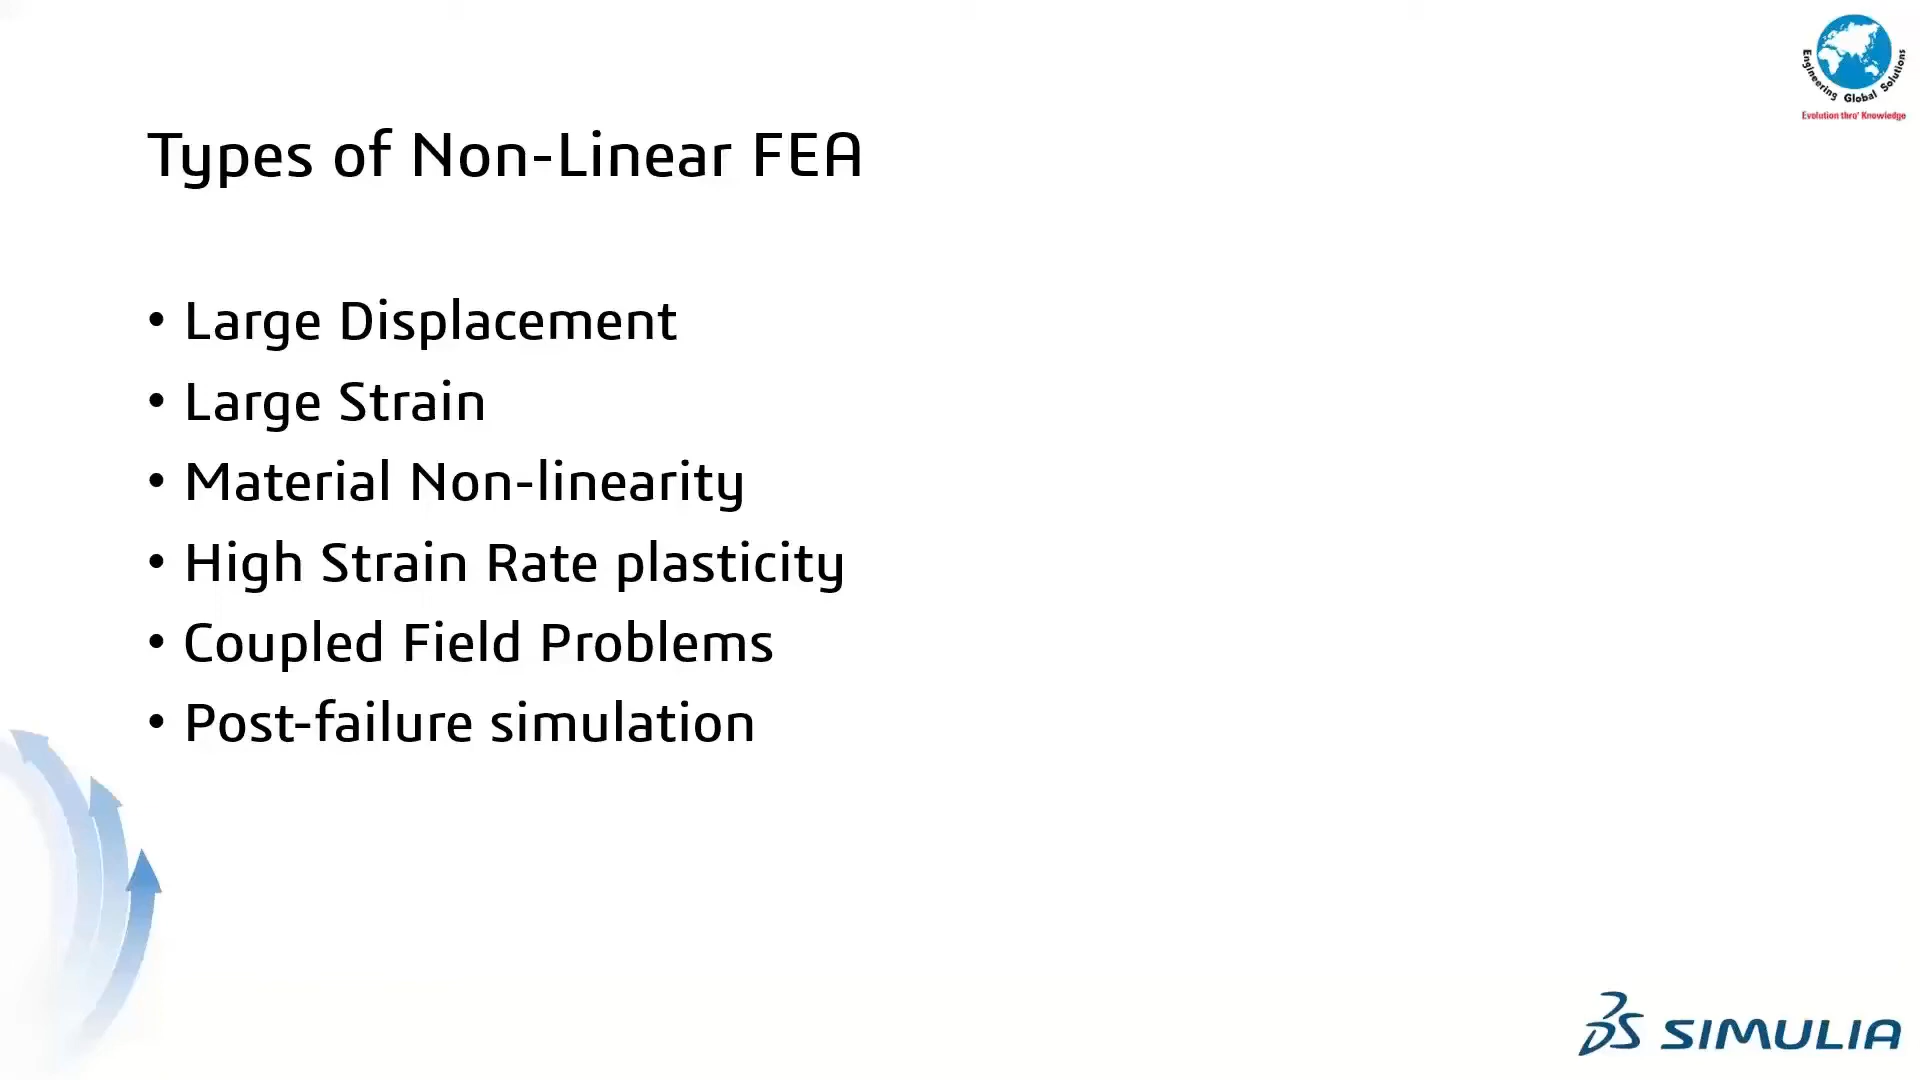 Engineering Global Solutions
Evolution thro' Knowledge
Types of Non-Linear FEA
• Large Displacement
• Large Strain
• Material Non-linearity
• High Strain Rate plasticity
• Coupled Field Problems
• Post-failure simulation
3DS SIMULIA